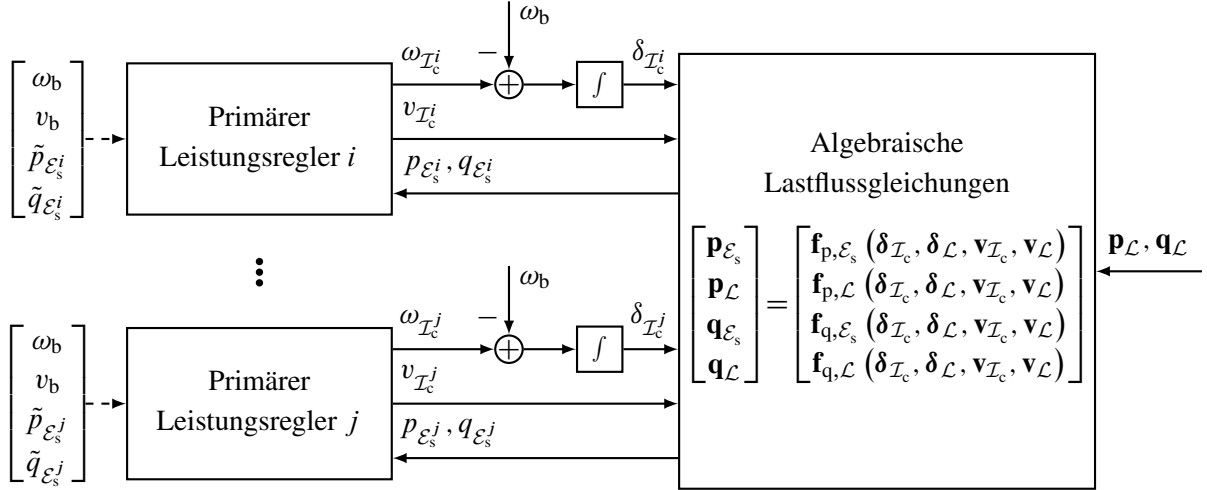 ω_b
−
ω_{ℐ_c^i}
δ_{ℐ_c^i}
+
∫
v_{ℐ_c^i}
p_{ℰ_s^i}, q_{ℰ_s^i}
ω_b
v_b
p̃_{ℰ_s^i}
q̃_{ℰ_s^i}
Primärer
Leistungsregler i
⋮
ω_b
−
ω_{ℐ_c^j}
δ_{ℐ_c^j}
+
∫
v_{ℐ_c^j}
p_{ℰ_s^j}, q_{ℰ_s^j}
ω_b
v_b
p̃_{ℰ_s^j}
q̃_{ℰ_s^j}
Primärer
Leistungsregler j
Algebraische
Lastflussgleichungen
[p_{ℰ_s}] = [f_{p,ℰ_s} (δ_{ℐ_c}, δ_ℒ, v_{ℐ_c}, v_ℒ)]
[p_ℒ] = [f_{p,ℒ} (δ_{ℐ_c}, δ_ℒ, v_{ℐ_c}, v_ℒ)]
[q_{ℰ_s}] = [f_{q,ℰ_s} (δ_{ℐ_c}, δ_ℒ, v_{ℐ_c}, v_ℒ)]
[q_ℒ] = [f_{q,ℒ} (δ_{ℐ_c}, δ_ℒ, v_{ℐ_c}, v_ℒ)]
p_ℒ, q_ℒ